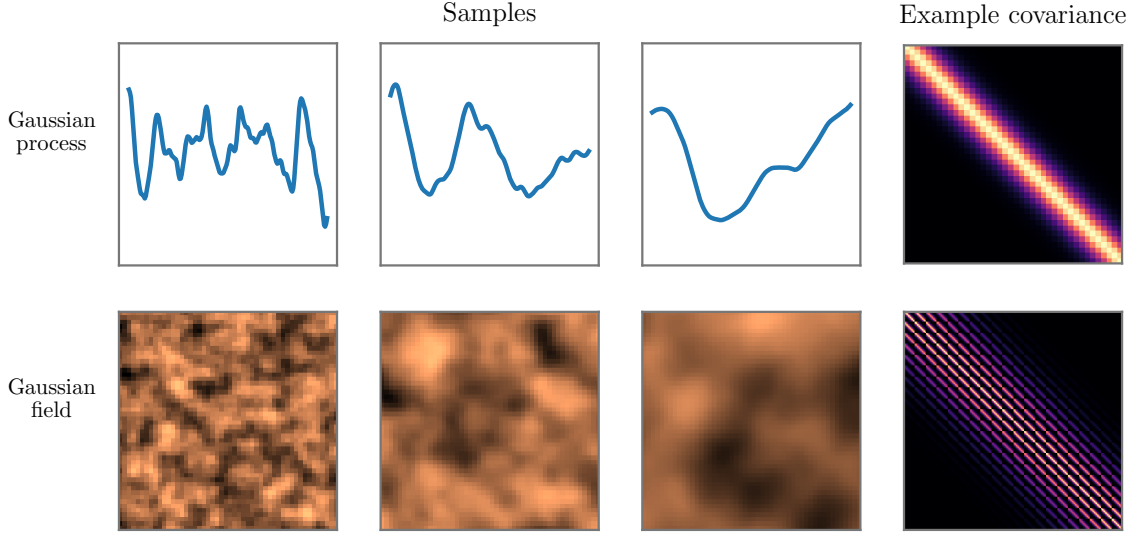 Samples
Example covariance
Gaussian
process
Gaussian
field